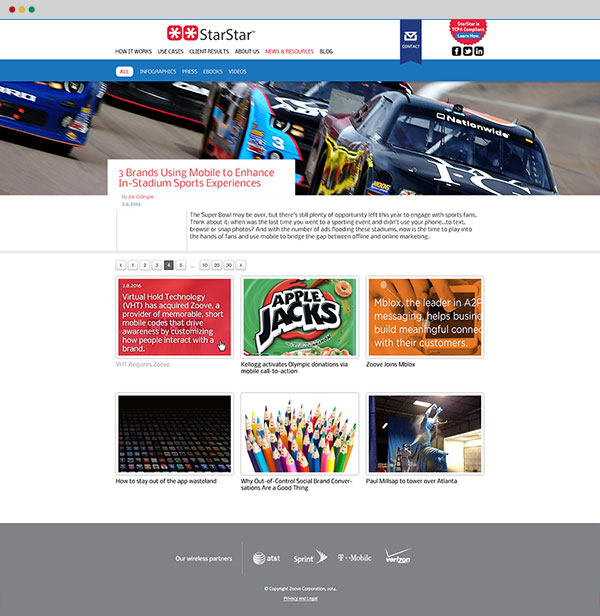 StarStar™
StarStar is
TCPA Compliant.
Learn How.
CONTACT
HOW IT WORKS USE CASES CLIENT RESULTS ABOUT US NEWS & RESOURCES BLOG
ALL INFOGRAPHICS PRESS EBOOKS VIDEOS
Nationwide
MOOG
3 Brands Using Mobile to Enhance
In-Stadium Sports Experiences
By Joe Gillespie
2.6.2014
The Super Bowl may be over, but there's still plenty of opportunity left this year to engage with sports fans.
Think about it: when was the last time you went to a sporting event and didn't use your phone...to text,
browse or snap photos? And with the number of ads flooding these stadiums, now is the time to play into
the hands of fans and use mobile to bridge the gap between offline and online marketing.
< 1 2 3 4 5 ... 10 20 30 >
2.8.2016
Virtual Hold Technology
(VHT) has acquired Zoove, a
provider of memorable, short
mobile codes that drive
awareness by customizing
how people interact with a
brand.
VHT Acquires Zoove
APPLE
JACKS
Kellogg activates Olympic donations via
mobile call-to-action
Mblox, the leader in A2P
messaging, helps busine
build meaningful connec
with their customers.
Zoove Joins Mblox
How to stay out of the app wasteland
Why Out-of-Control Social Brand Conver-
sations Are a Good Thing
Paul Millsap to tower over Atlanta
Our wireless partners
at&t
Sprint
T··Mobile
verizon
© Copyright Zoove Corporation, 2014.
Privacy and Legal